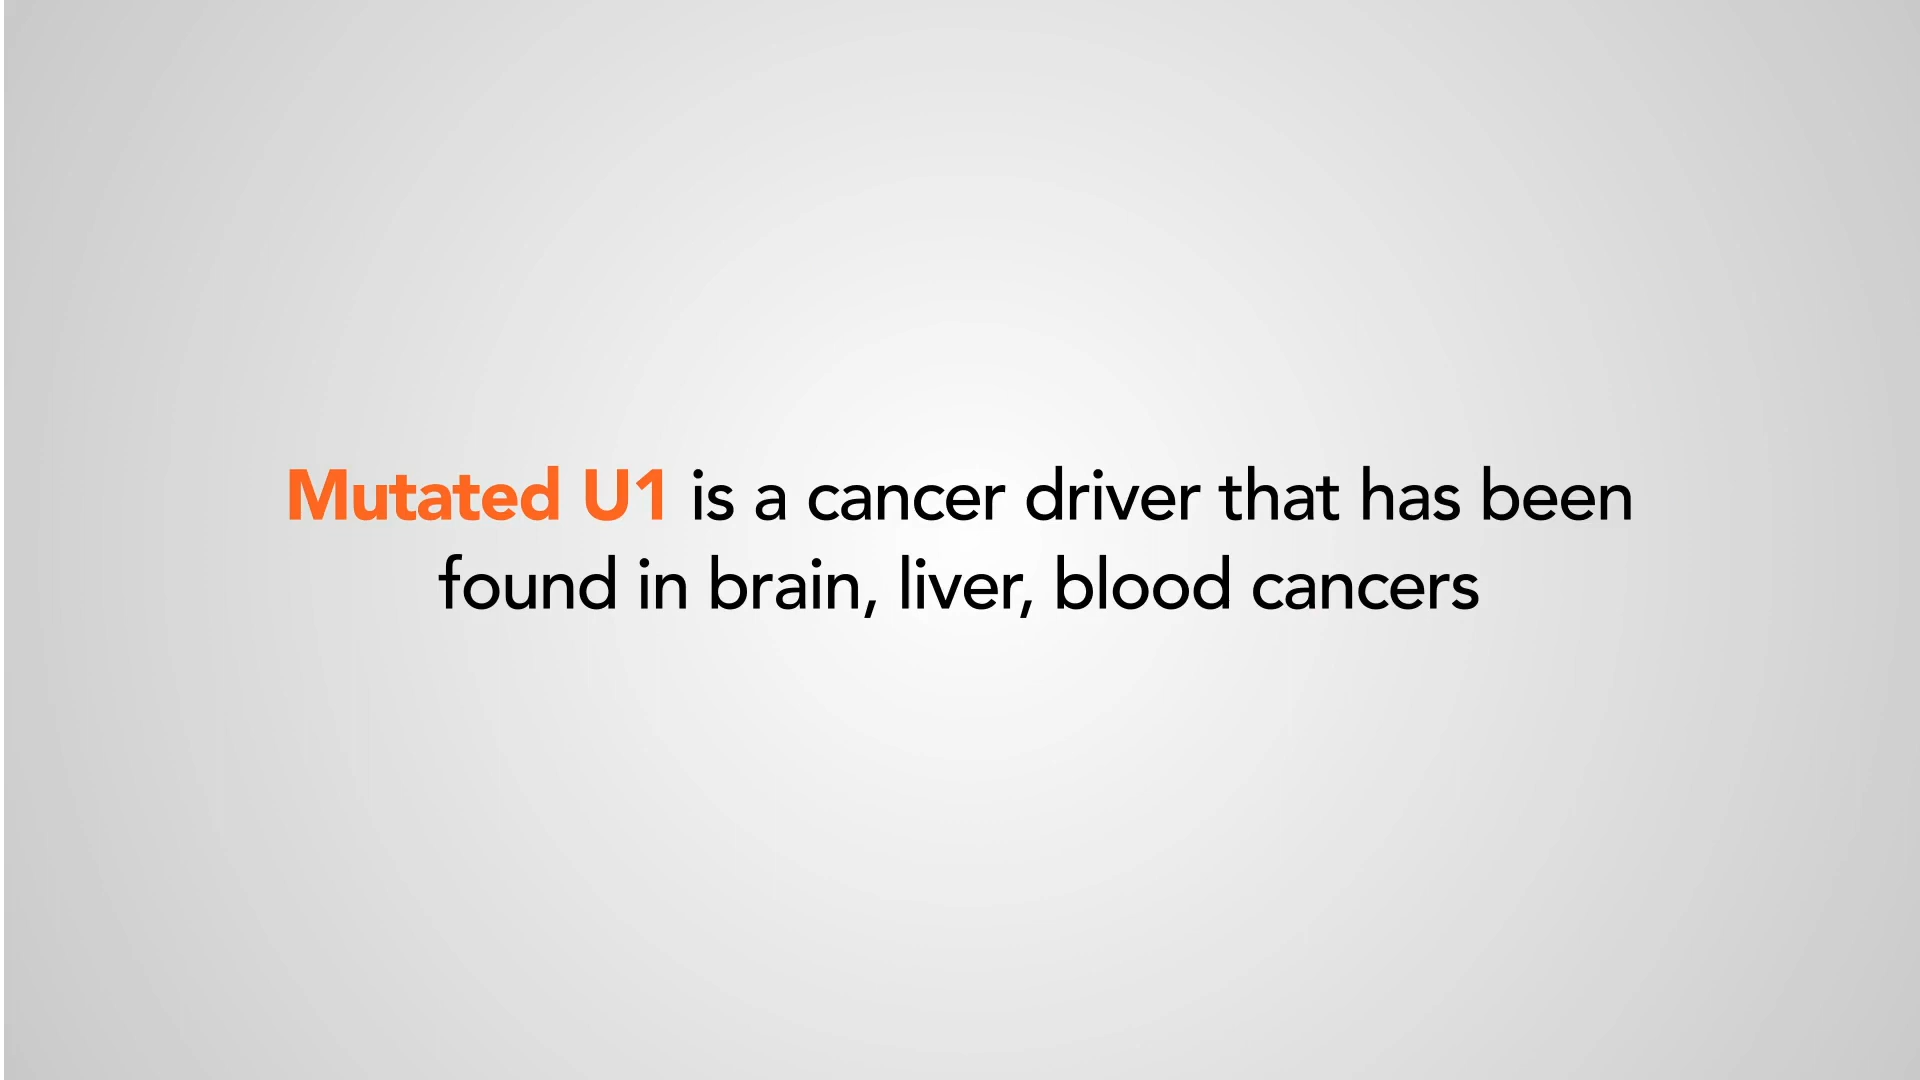 Mutated U1 is a cancer driver that has been
found in brain, liver, blood cancers